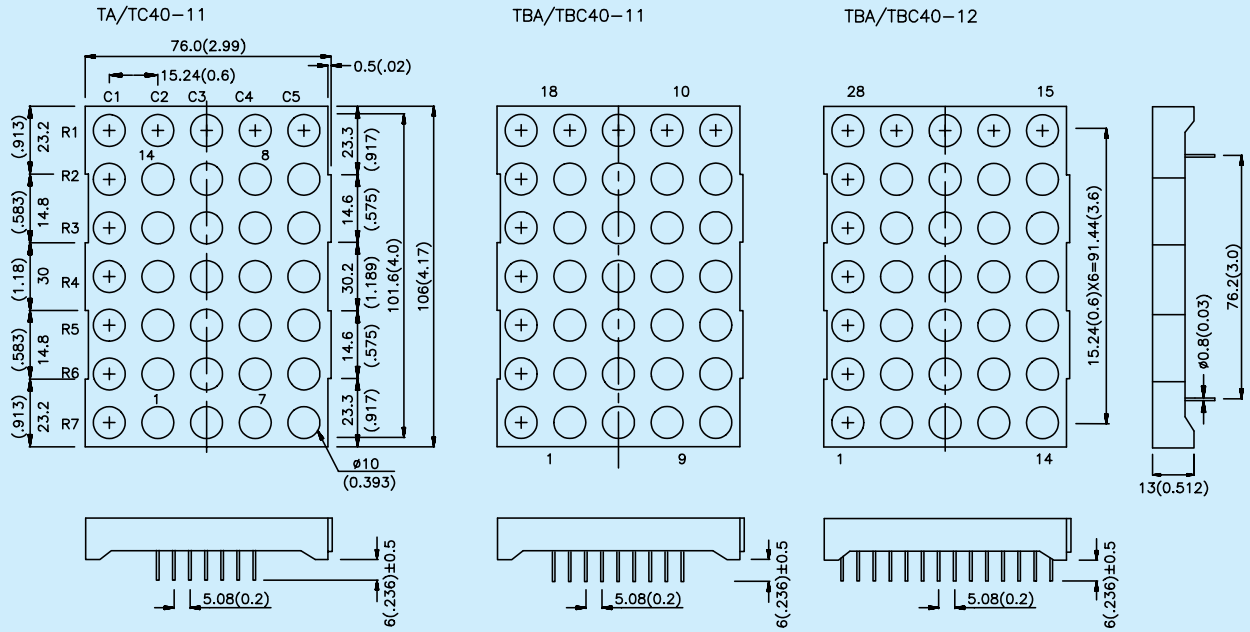 TA/TC40-11
TBA/TBC40-11
TBA/TBC40-12
76.0(2.99)
15.24(0.6)
0.5(.02)
C1 C2 C3 C4 C5
18 10
28 15
R1
14 8
R2
R3
R4
R5
R6
1 7
R7
23.2
(.913)
14.8
(.583)
30
(1.18)
14.8
(.583)
23.2
(.913)
23.3
(.917)
14.6
(.575)
30.2
(1.189)
14.6
(.575)
23.3
(.917)
101.6(4.0)
106(4.17)
15.24(0.6)X6=91.44(3.6)
ø0.8(0.03)
76.2(3.0)
ø10
(0.393)
1 9
1 14
13(0.512)
5.08(0.2)
6(.236)±0.5
5.08(0.2)
6(.236)±0.5
5.08(0.2)
6(.236)±0.5